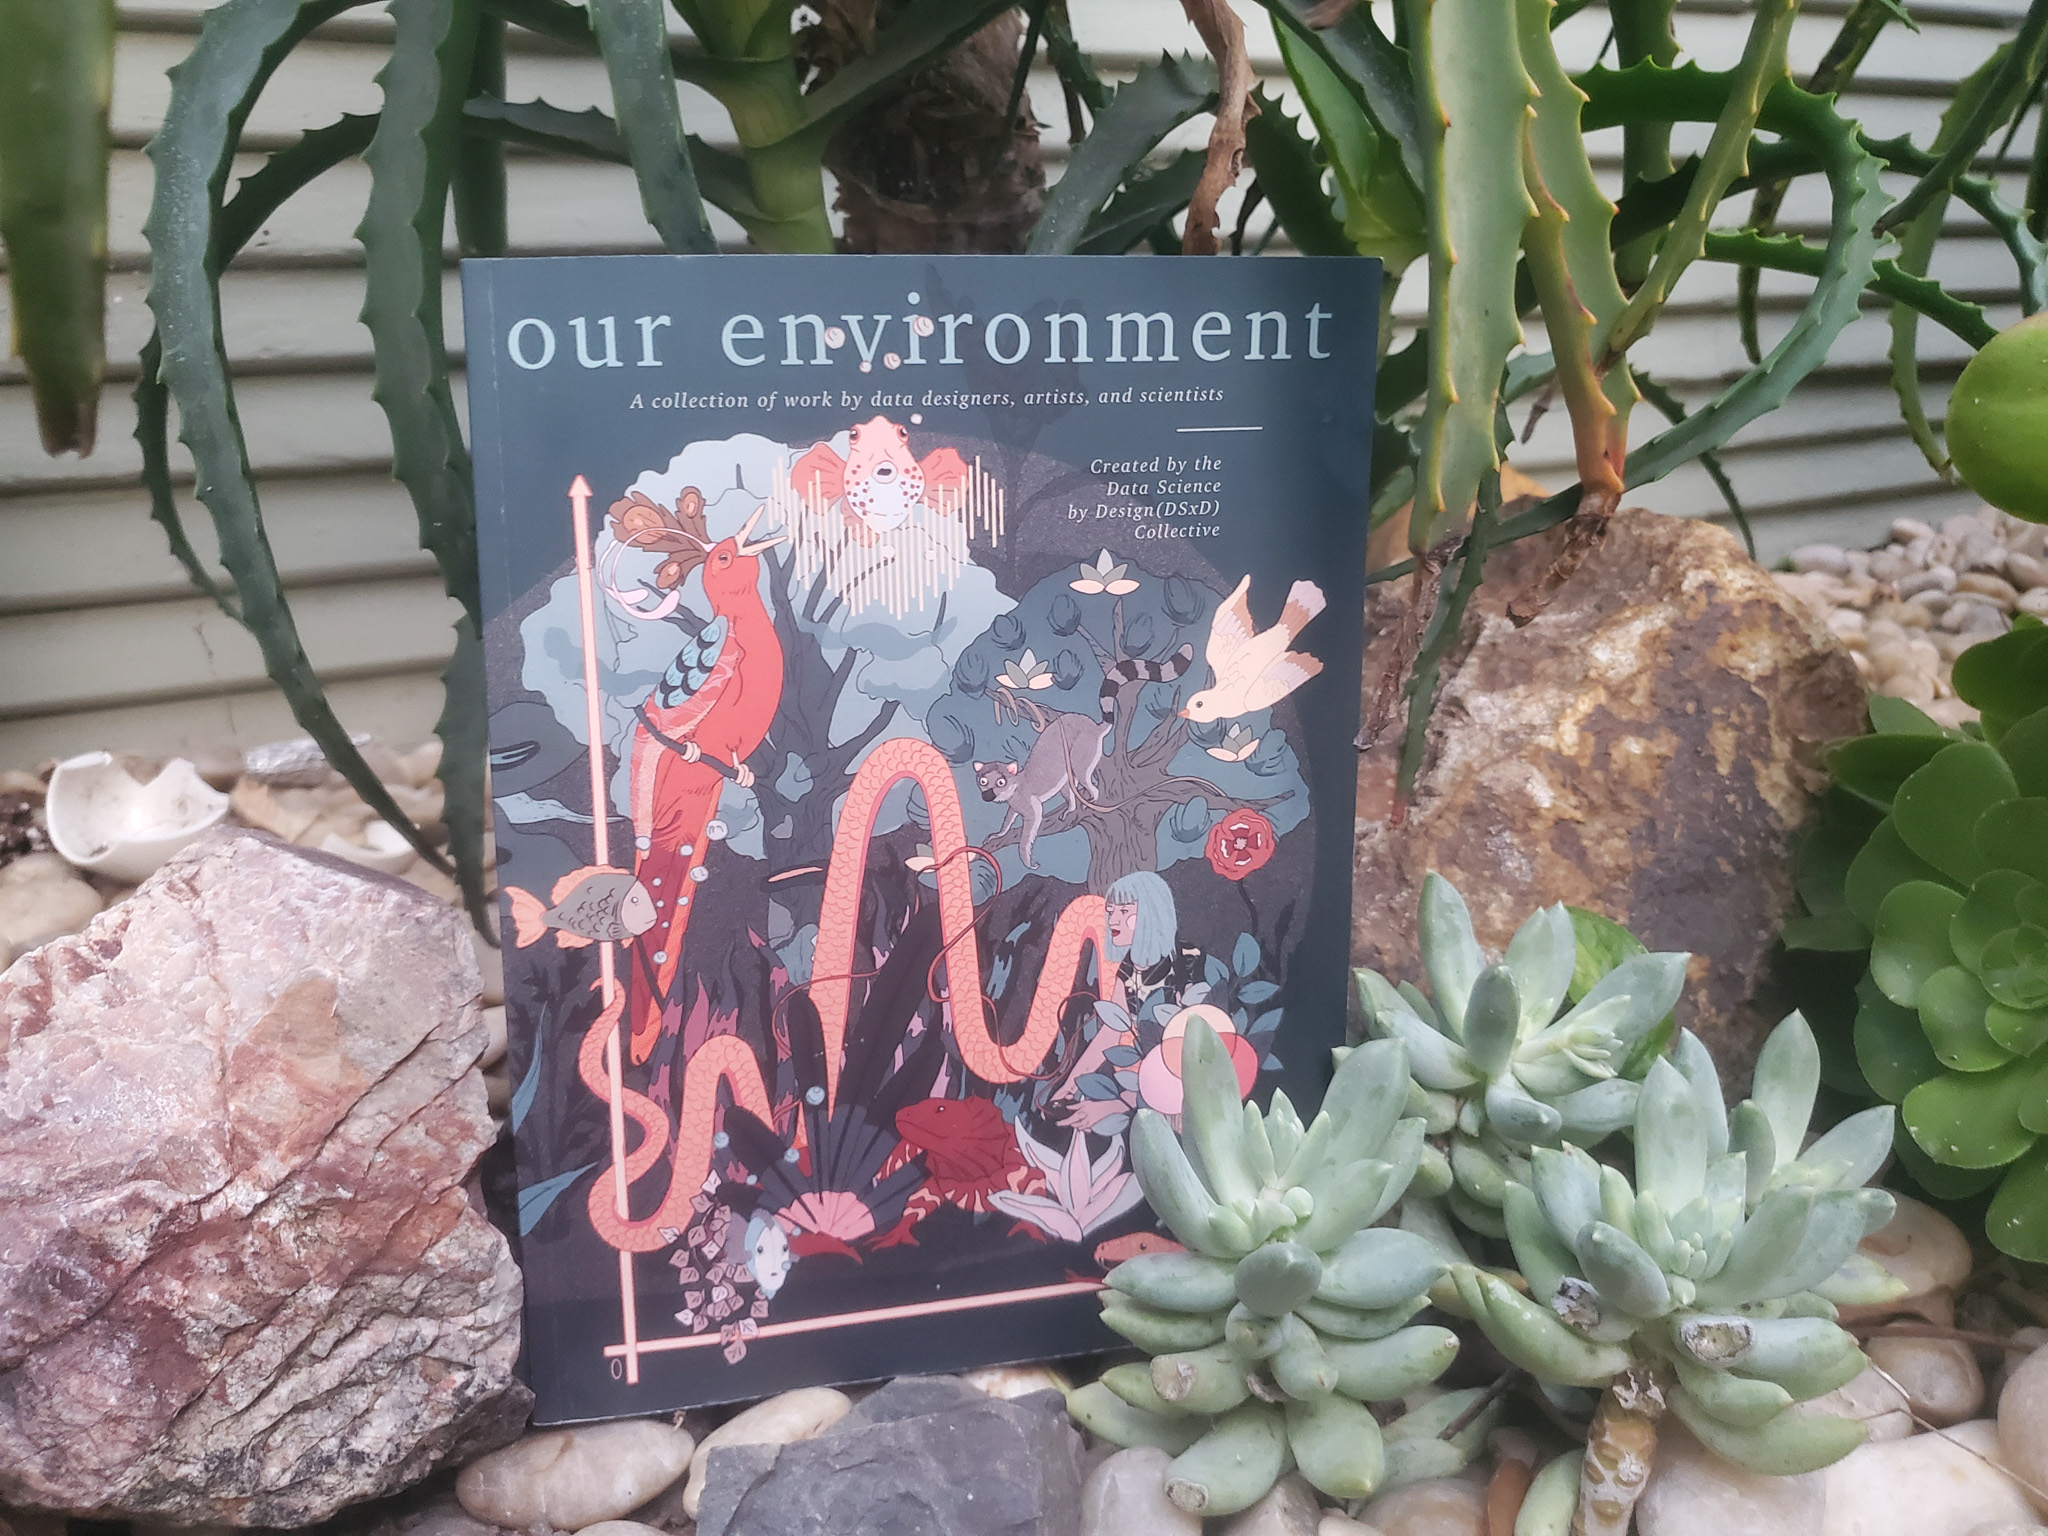 our environment
A collection of work by data designers, artists, and scientists
Created by the
Data Science
by Design(DSxD)
Collective
0